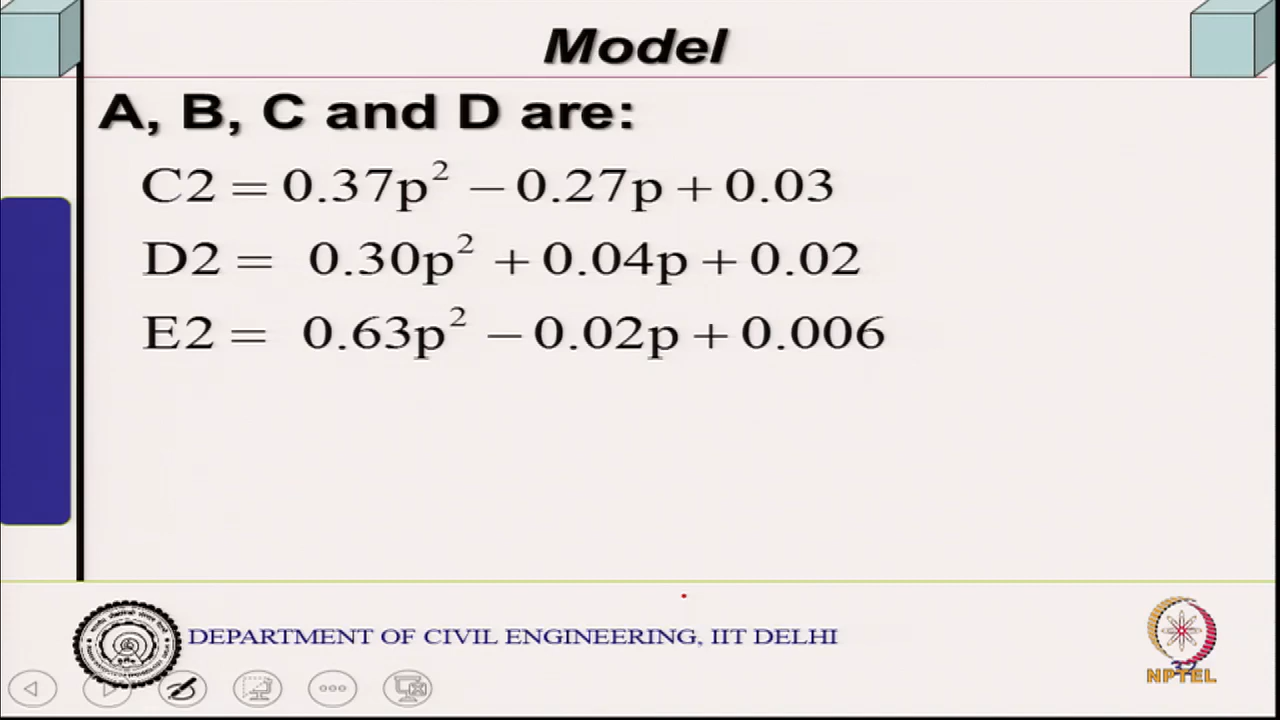 Model
A, B, C and D are:
C2 = 0.37p² − 0.27p + 0.03
D2 = 0.30p² + 0.04p + 0.02
E2 = 0.63p² − 0.02p + 0.006
DEPARTMENT OF CIVIL ENGINEERING, IIT DELHI
NPTEL